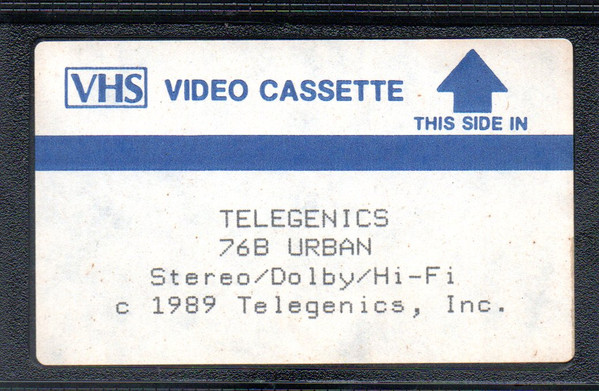 VHS VIDEO CASSETTE
THIS SIDE IN
TELEGENICS
76B URBAN
Stereo/Dolby/Hi-Fi
c 1989 Telegenics, Inc.